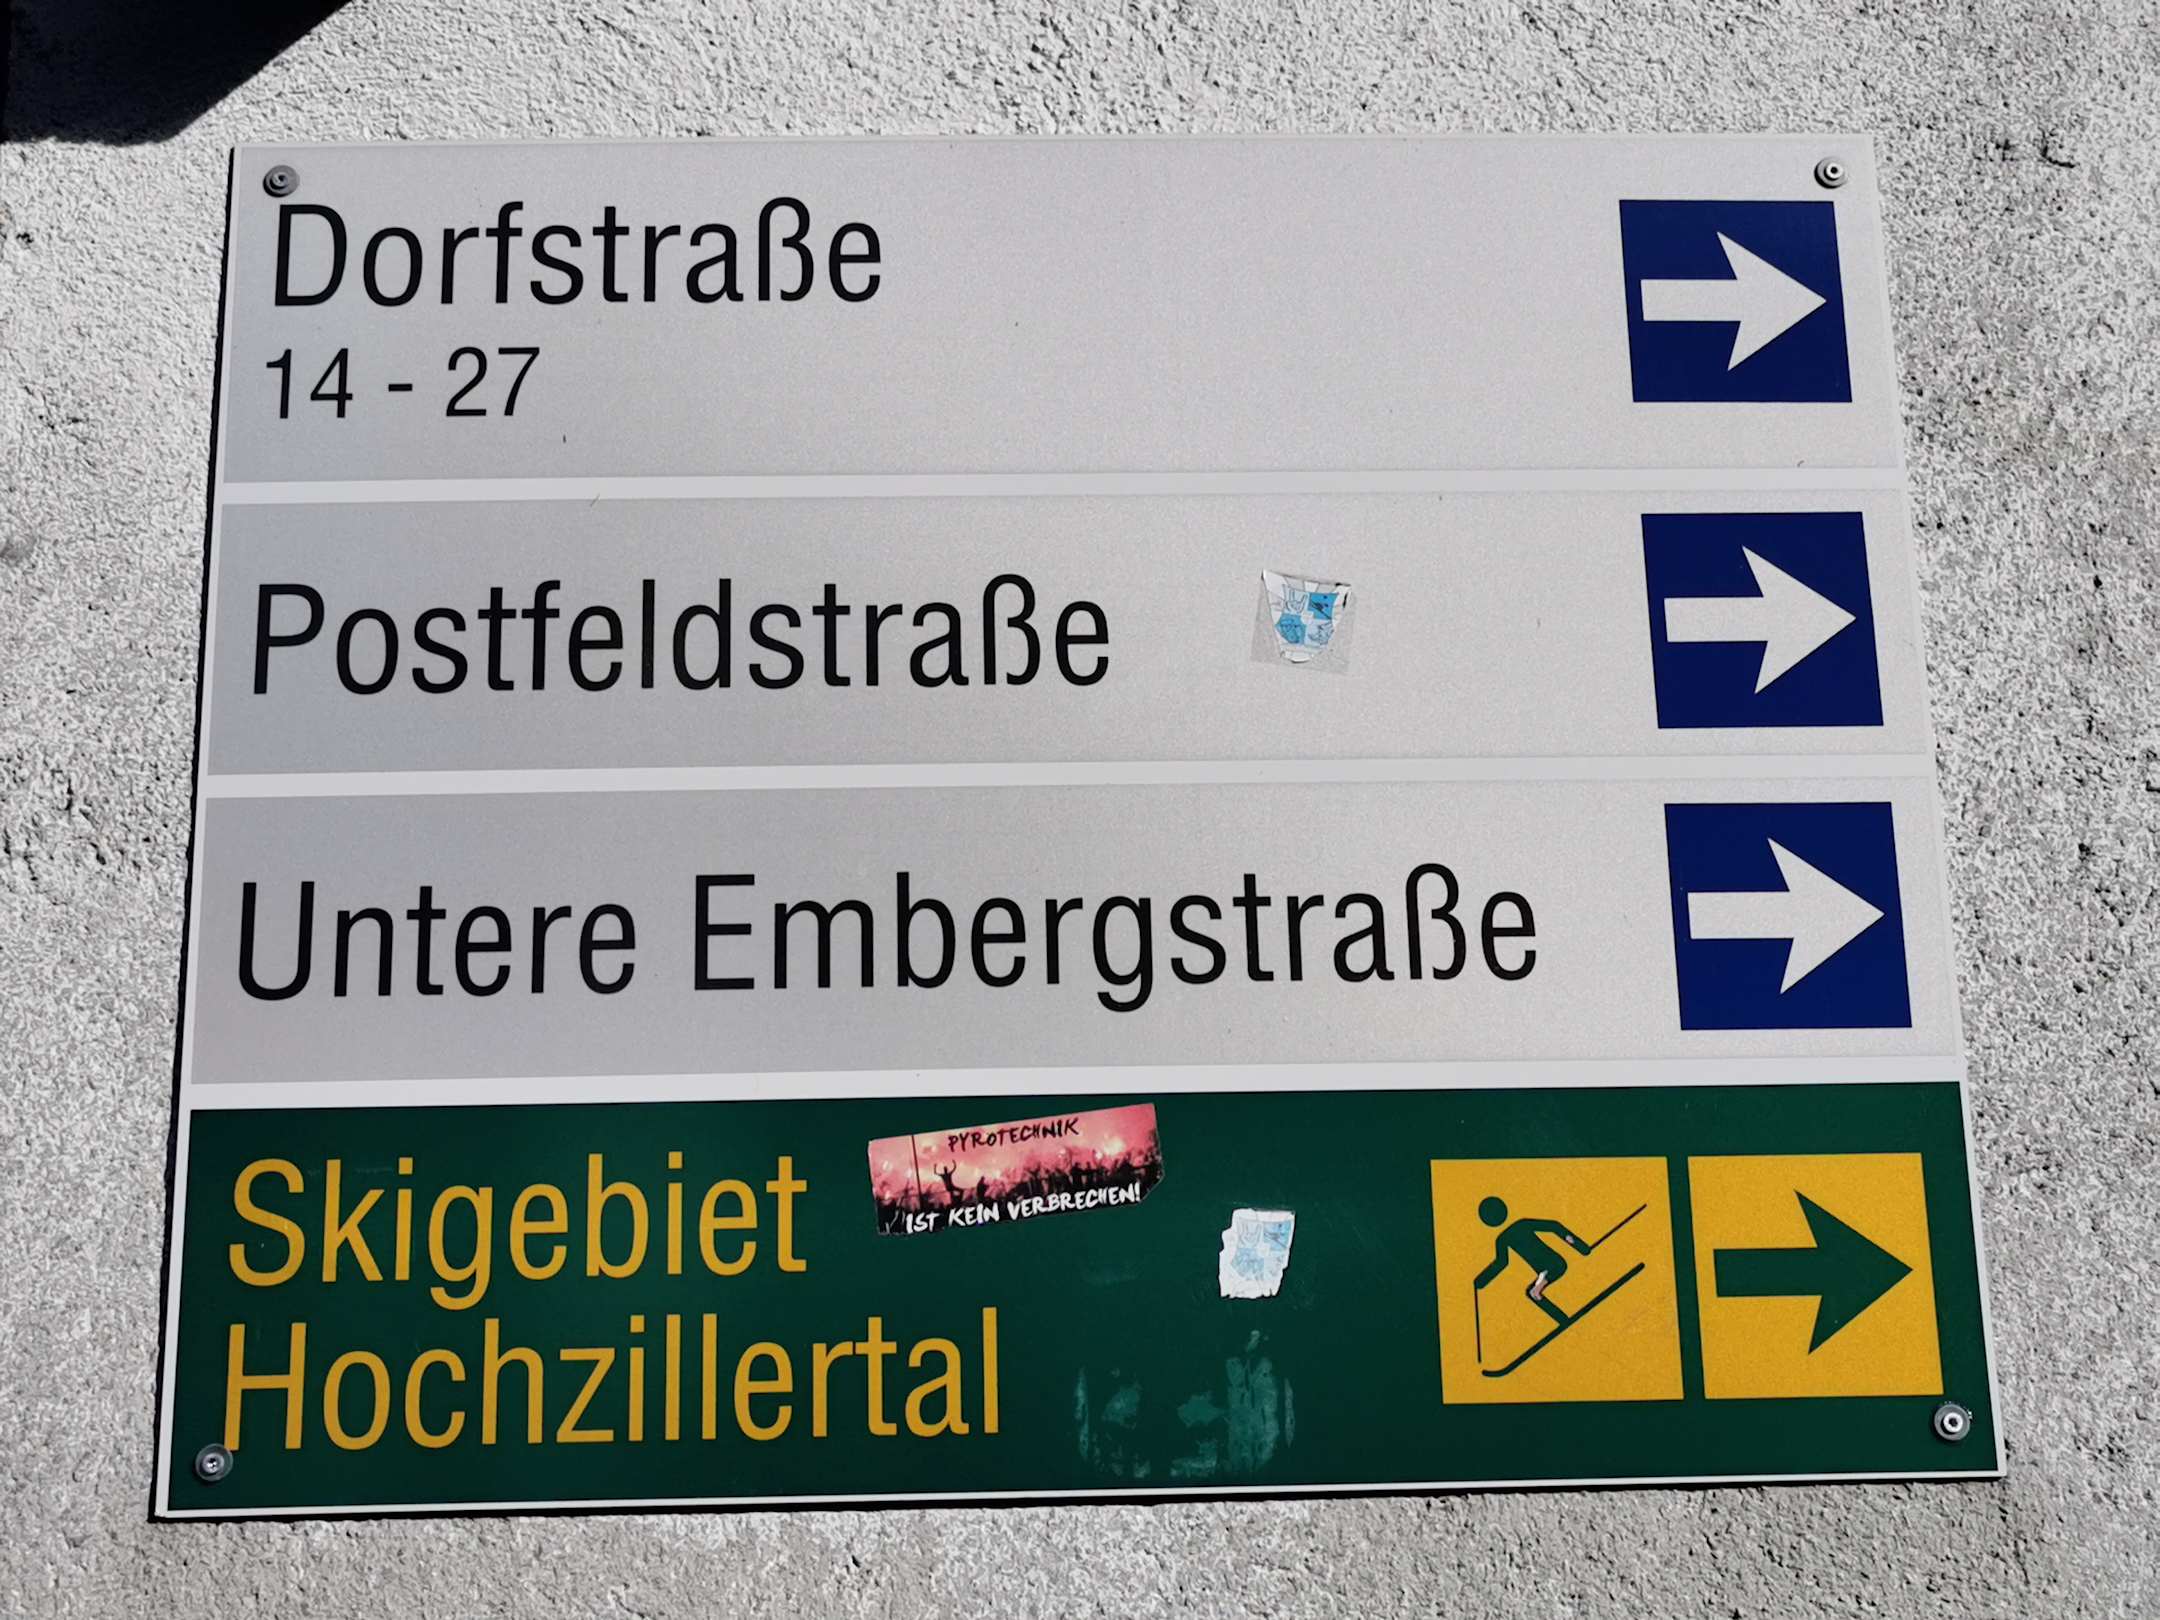 Dorfstraße
14 - 27
Postfeldstraße
Untere Embergstraße
Skigebiet
Hochzillertal
PYROTECHNIK
IST KEIN VERBRECHEN!